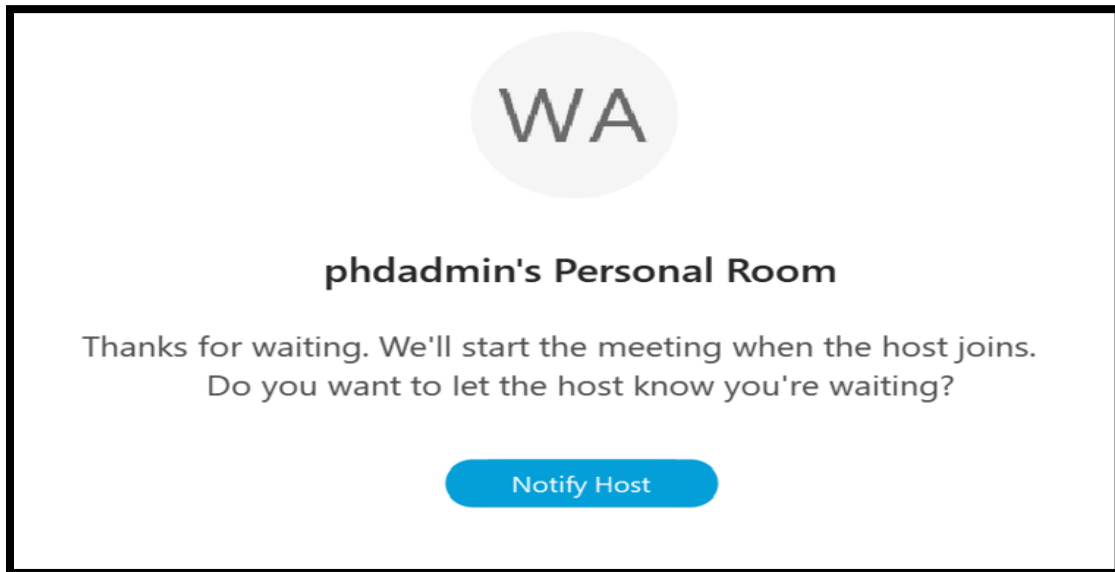 WA
phdadmin's Personal Room
Thanks for waiting. We'll start the meeting when the host joins.
Do you want to let the host know you're waiting?
Notify Host